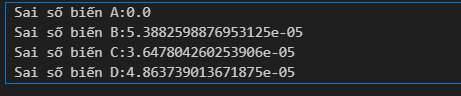 Sai số biến A:0.0
Sai số biến B:5.3882598876953125e-05
Sai số biến C:3.647804260253906e-05
Sai số biến D:4.863739013671875e-05